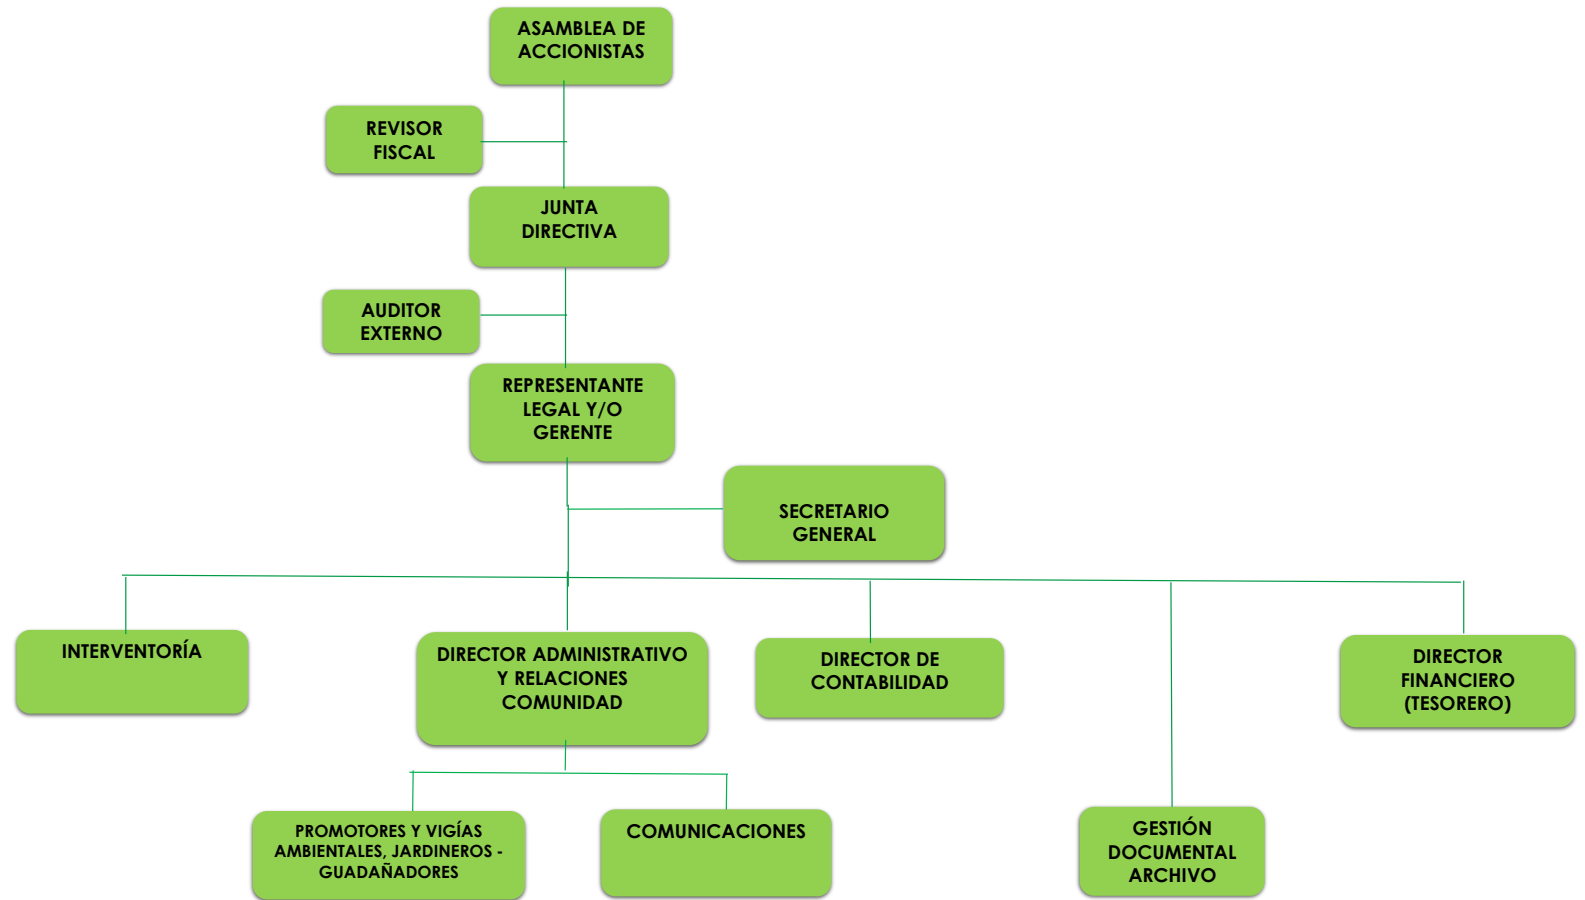 ASAMBLEA DE
ACCIONISTAS
REVISOR
FISCAL
JUNTA
DIRECTIVA
AUDITOR
EXTERNO
REPRESENTANTE
LEGAL Y/O
GERENTE
SECRETARIO
GENERAL
INTERVENTORÍA
DIRECTOR ADMINISTRATIVO
Y RELACIONES
COMUNIDAD
DIRECTOR DE
CONTABILIDAD
DIRECTOR
FINANCIERO
(TESORERO)
PROMOTORES Y VIGÍAS
AMBIENTALES, JARDINEROS -
GUADAÑADORES
COMUNICACIONES
GESTIÓN
DOCUMENTAL
ARCHIVO